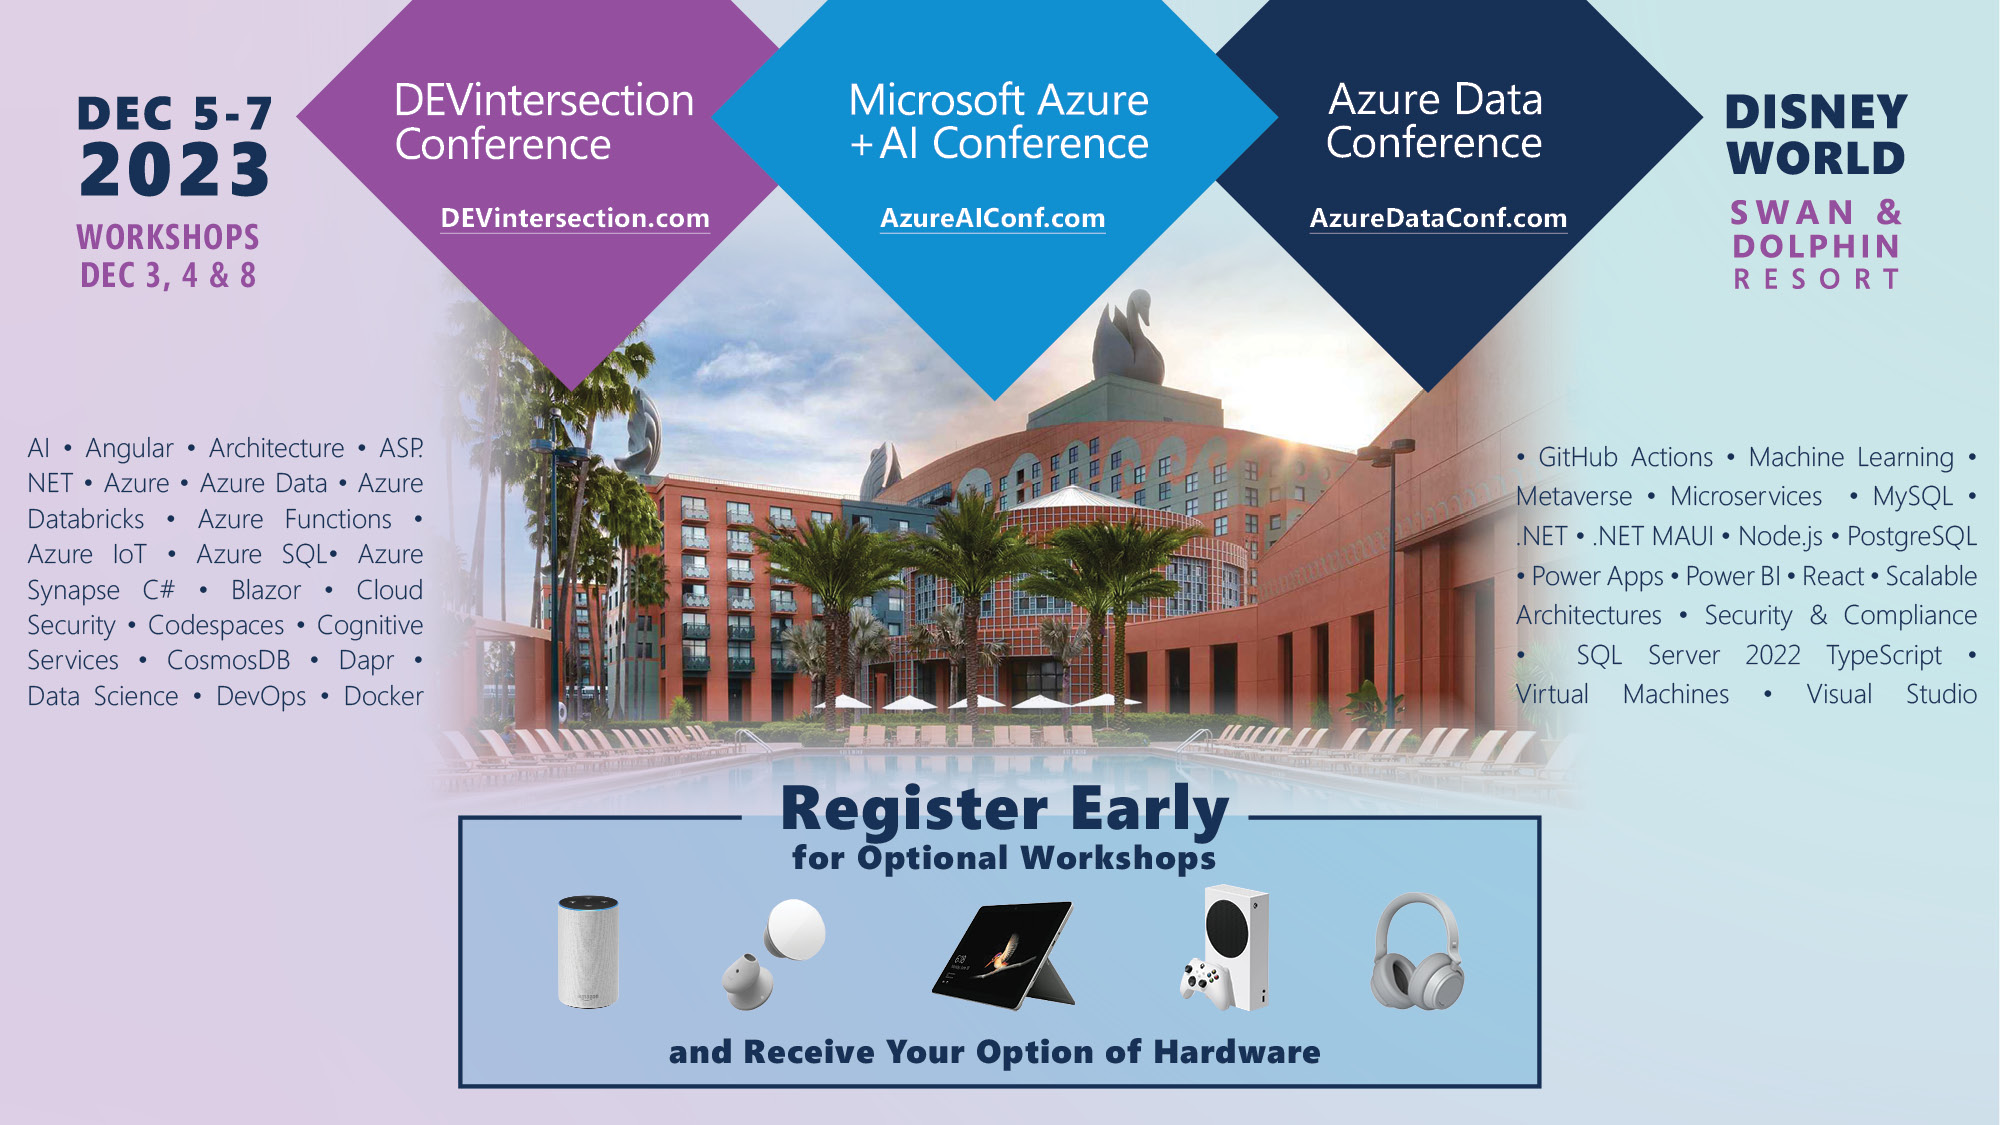 DEC 5-7
2023
WORKSHOPS
DEC 3, 4 & 8
DEVintersection
Conference
DEVintersection.com
Microsoft Azure
+AI Conference
AzureAIConf.com
Azure Data
Conference
AzureDataConf.com
DISNEY
WORLD
SWAN &
DOLPHIN
RESORT
AI • Angular • Architecture • ASP.
NET • Azure • Azure Data • Azure
Databricks • Azure Functions •
Azure IoT • Azure SQL• Azure
Synapse C# • Blazor • Cloud
Security • Codespaces • Cognitive
Services • CosmosDB • Dapr •
Data Science • DevOps • Docker
• GitHub Actions • Machine Learning •
Metaverse • Microservices • MySQL •
.NET • .NET MAUI • Node.js • PostgreSQL
• Power Apps • Power BI • React • Scalable
Architectures • Security & Compliance
• SQL Server 2022 TypeScript •
Virtual Machines • Visual Studio
Register Early
for Optional Workshops
amazon
6:18
and Receive Your Option of Hardware